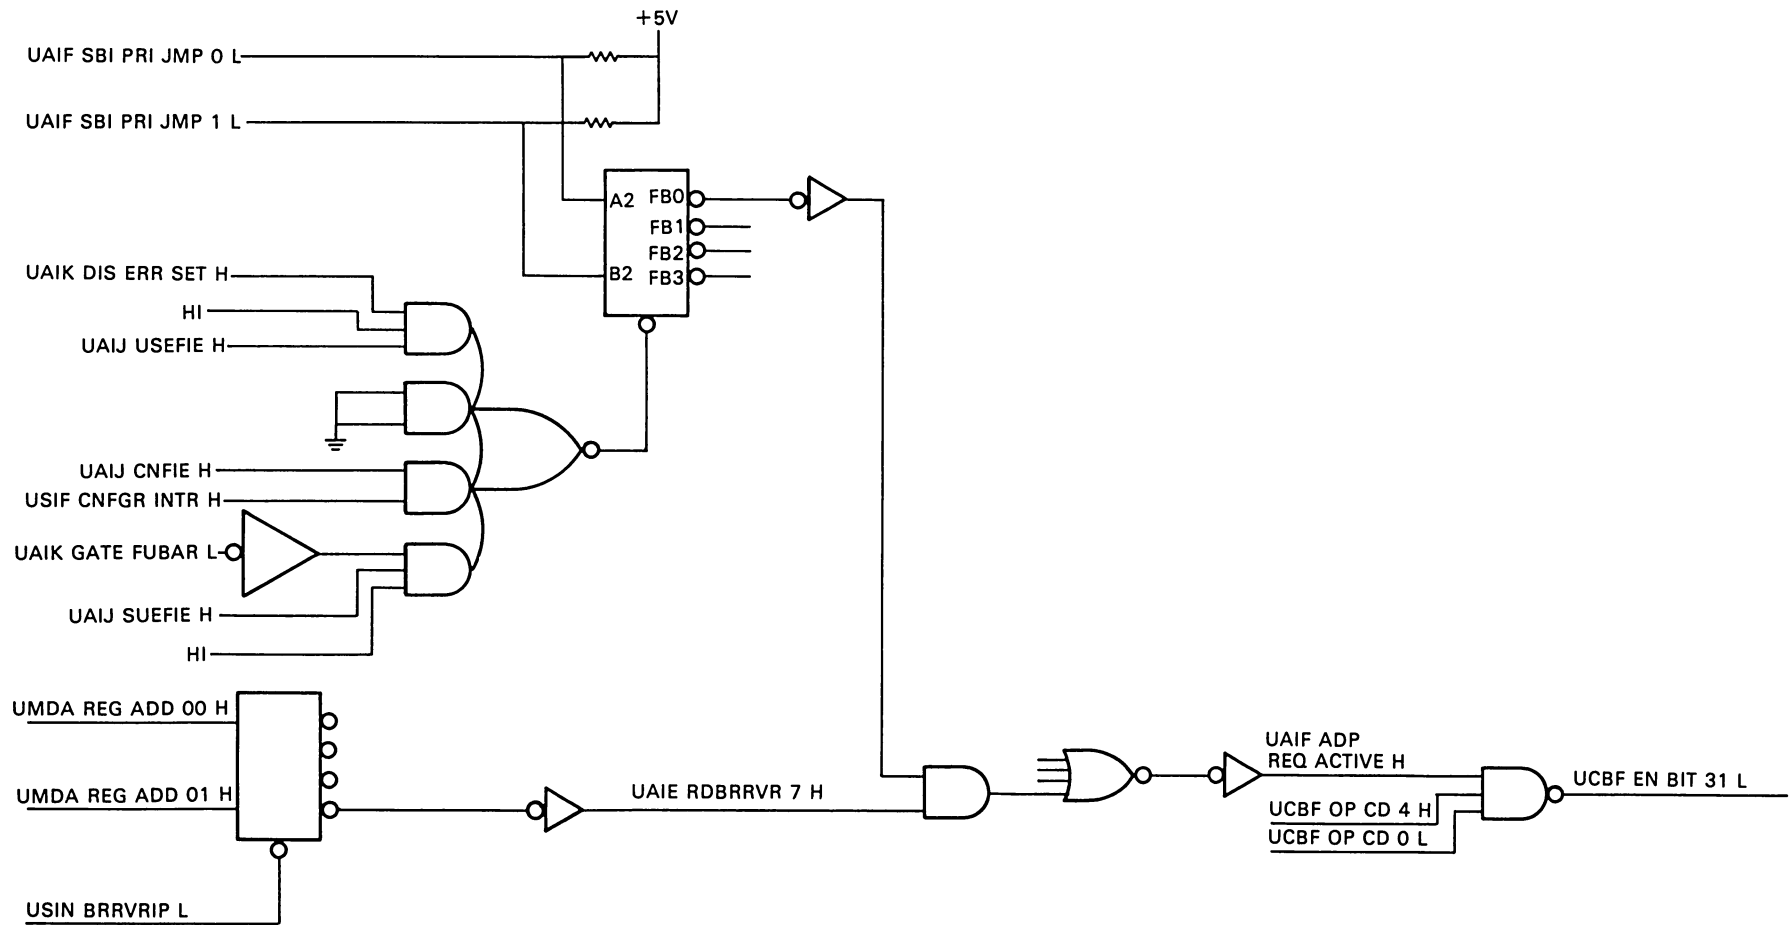 +5V
UAIF SBI PRI JMP 0 L
UAIF SBI PRI JMP 1 L
A2 FB0
FB1
FB2
B2 FB3
UAIK DIS ERR SET H
HI
UAIJ USEFIE H
UAIJ CNFIE H
USIF CNFGR INTR H
UAIK GATE FUBAR L
UAIJ SUEFIE H
HI
UMDA REG ADD 00 H
UMDA REG ADD 01 H
USIN BRRVRIP L
UAIE RDBRRVR 7 H
UAIF ADP
REQ ACTIVE H
UCBF OP CD 4 H
UCBF OP CD 0 L
UCBF EN BIT 31 L